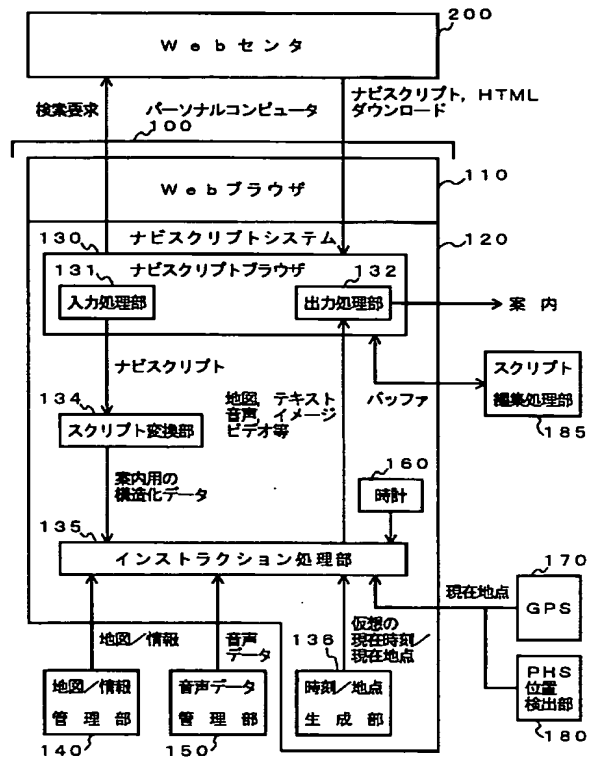 200
Webセンタ
検案要求
パーソナルコンピュータ
100
ナビスクリプト, HTML
ダウンロード
Webブラウザ
110
ナビスクリプトシステム
120
130
ナビスクリプトブラウザ
131
入力処理部
132
出力処理部
案内
ナビスクリプト
134
スクリプト変換部
地図, テキスト
音声, イメージ
ビデオ等
バッファ
スクリプト
編集処理部
185
案内用の
構造化データ
160
時計
135
インストラクション処理部
現在地点
170
GPS
地図/情報
音声
データ
136
仮想の
現在時刻/
現在地点
地図/情報
管理部
140
音声データ
管理部
150
時刻/地点
生成部
PHS
位置
検出部
180